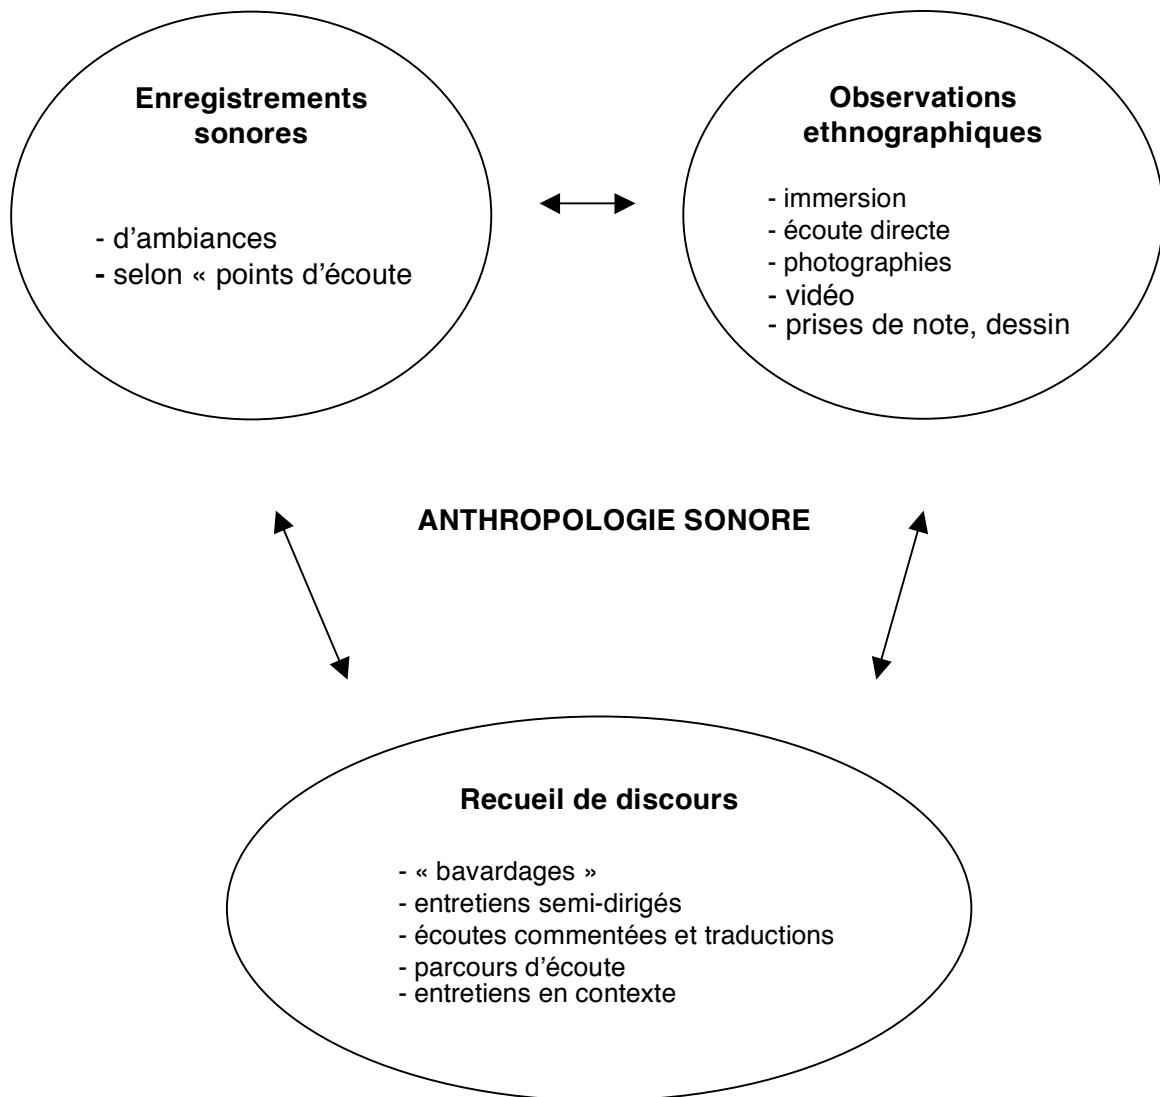 Enregistrements
sonores
- d'ambiances
- selon « points d'écoute
Observations
ethnographiques
- immersion
- écoute directe
- photographies
- vidéo
- prises de note, dessin
ANTHROPOLOGIE SONORE
Recueil de discours
- « bavardages »
- entretiens semi-dirigés
- écoutes commentées et traductions
- parcours d'écoute
- entretiens en contexte